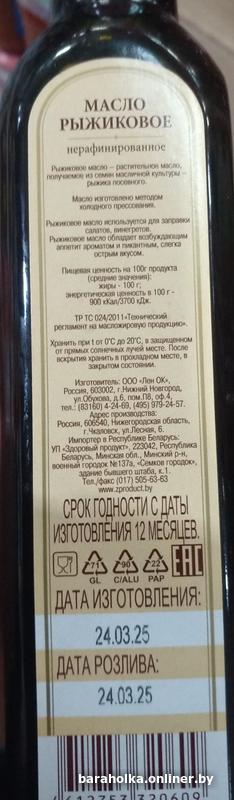 МАСЛО
РЫЖИКОВОЕ
нерафинированное
Рыжиковое масло – растительное масло,
получаемое из семян масличной культуры –
рыжика посевного.
Масло изготовлено методом
холодного прессования.
Рыжиковое масло используется для заправки
салатов, винегретов.
Рыжиковое масло обладает возбуждающим
аппетит ароматом и пикантным, слегка
острым вкусом.
Пищевая ценность на 100г продукта
(средние значения):
жиры - 100 г;
энергетическая ценность в 100 г -
900 кКал/3700 кДж.
ТР ТС 024/2011«Технический
регламент на масложировую продукцию».
Хранить при t от 0°С до 20°С, в защищенном
от прямых солнечных лучей месте. После
вскрытия хранить в прохладном месте, в
закрытом состоянии.
Изготовитель: ООО «Лен ОК»,
Россия, 603002, г.Нижний Новгород,
ул.Обухова, д.6, пом.П8, оф.4,
тел.: (83160) 4-24-69, (495) 979-24-57.
Адрес производства:
Россия, 606540, Нижегородская область,
г.Чкаловск, ул.Лесная, 6.
Импортер в Республике Беларусь:
УП «Здоровый продукт», 223042, Республика
Беларусь, Минская обл., Минский р-н,
военный городок №137а, «Семков городок»,
здание бывшего штаба, к.1.
Тел./факс (017) 505-63-63
www.zproduct.by
СРОК ГОДНОСТИ С ДАТЫ
ИЗГОТОВЛЕНИЯ 12 МЕСЯЦЕВ.
71 90 22 EAC
GL C/ALU PAP
ДАТА ИЗГОТОВЛЕНИЯ:
24.03.25
ДАТА РОЗЛИВА:
24.03.25
baraholka.onliner.by